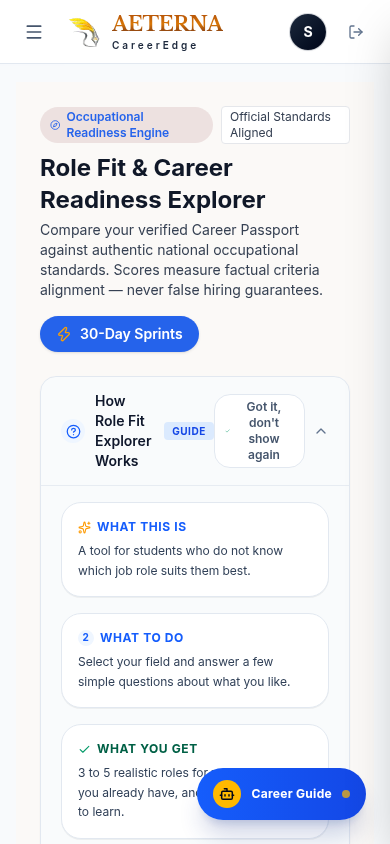 AETERNA
CareerEdge
S
Occupational
Readiness Engine
Official Standards
Aligned
Role Fit & Career
Readiness Explorer
Compare your verified Career Passport
against authentic national occupational
standards. Scores measure factual criteria
alignment — never false hiring guarantees.
30-Day Sprints
How
Role Fit
Explorer
Works
GUIDE
Got it,
don't
show
again
WHAT THIS IS
A tool for students who do not know
which job role suits them best.
2 WHAT TO DO
Select your field and answer a few
simple questions about what you like.
WHAT YOU GET
3 to 5 realistic roles for
you already have, an
to learn.
Career Guide